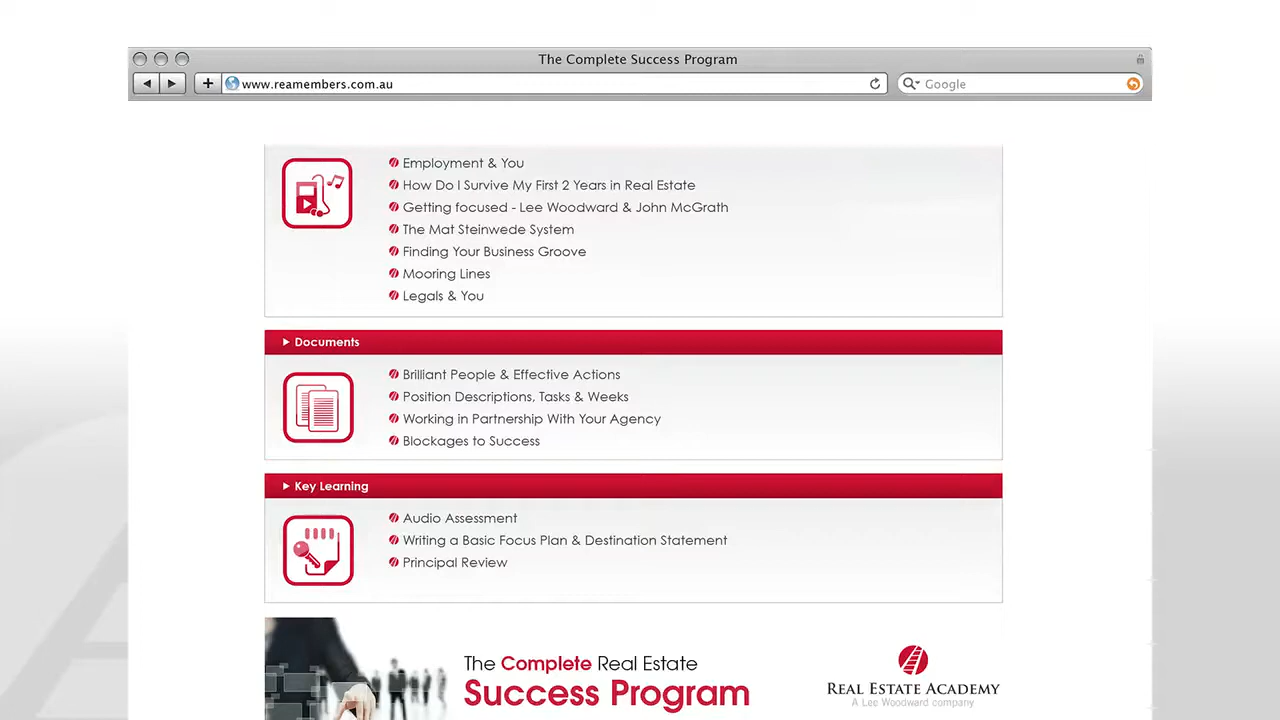 The Complete Success Program
www.reamembers.com.au
Google
Employment & You
How Do I Survive My First 2 Years in Real Estate
Getting focused - Lee Woodward & John McGrath
The Mat Steinwede System
Finding Your Business Groove
Mooring Lines
Legals & You
Documents
Brilliant People & Effective Actions
Position Descriptions, Tasks & Weeks
Working in Partnership With Your Agency
Blockages to Success
Key Learning
Audio Assessment
Writing a Basic Focus Plan & Destination Statement
Principal Review
The Complete Real Estate
Success Program
REAL ESTATE ACADEMY
A Lee Woodward company